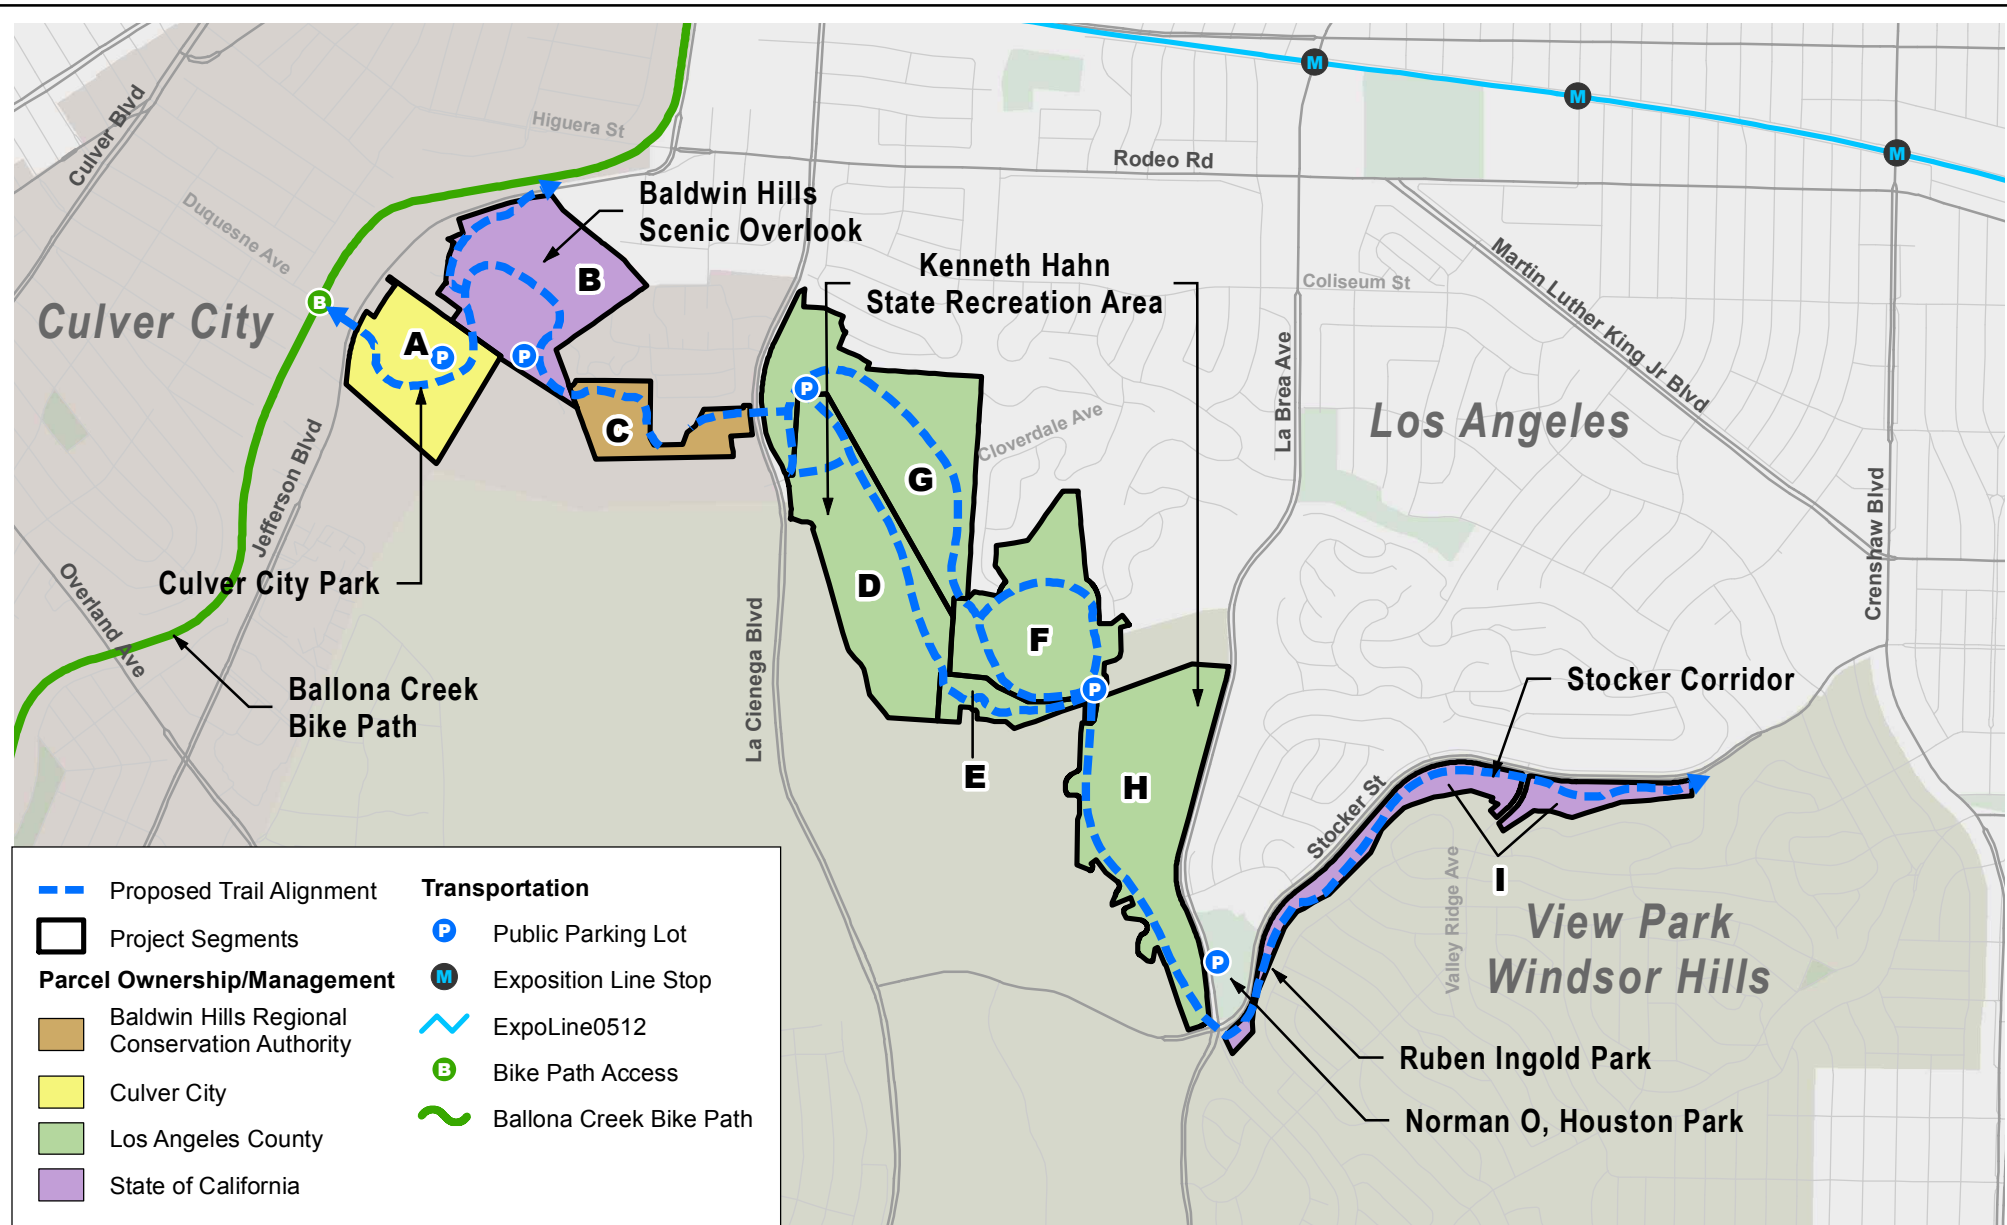 Culver Blvd
Higuera St
Duquesne Ave
Baldwin Hills
Scenic Overlook
Rodeo Rd
M
M
M
Kenneth Hahn
State Recreation Area
Coliseum St
Martin Luther King Jr Blvd
Culver City
B
A
P
P
B
C
P
G
Cloverdale Ave
La Brea Ave
Los Angeles
Crenshaw Blvd
Jefferson Blvd
Overland Ave
Culver City Park
D
F
P
E
H
La Cienega Blvd
Ballona Creek
Bike Path
Stocker Corridor
Stocker St
I
Valley Ridge Ave
View Park
Windsor Hills
P
Ruben Ingold Park
Norman O, Houston Park
Proposed Trail Alignment
Project Segments
Parcel Ownership/Management
Baldwin Hills Regional
Conservation Authority
Culver City
Los Angeles County
State of California
Transportation
P Public Parking Lot
M Exposition Line Stop
ExpoLine0512
B Bike Path Access
Ballona Creek Bike Path